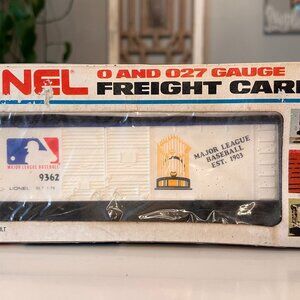 NEL O AND O27 GAUGE
FREIGHT CAR
MAJOR LEAGUE BASEBALL
9362
LIONEL
MAJOR LEAGUE
BASEBALL
EST. 1903